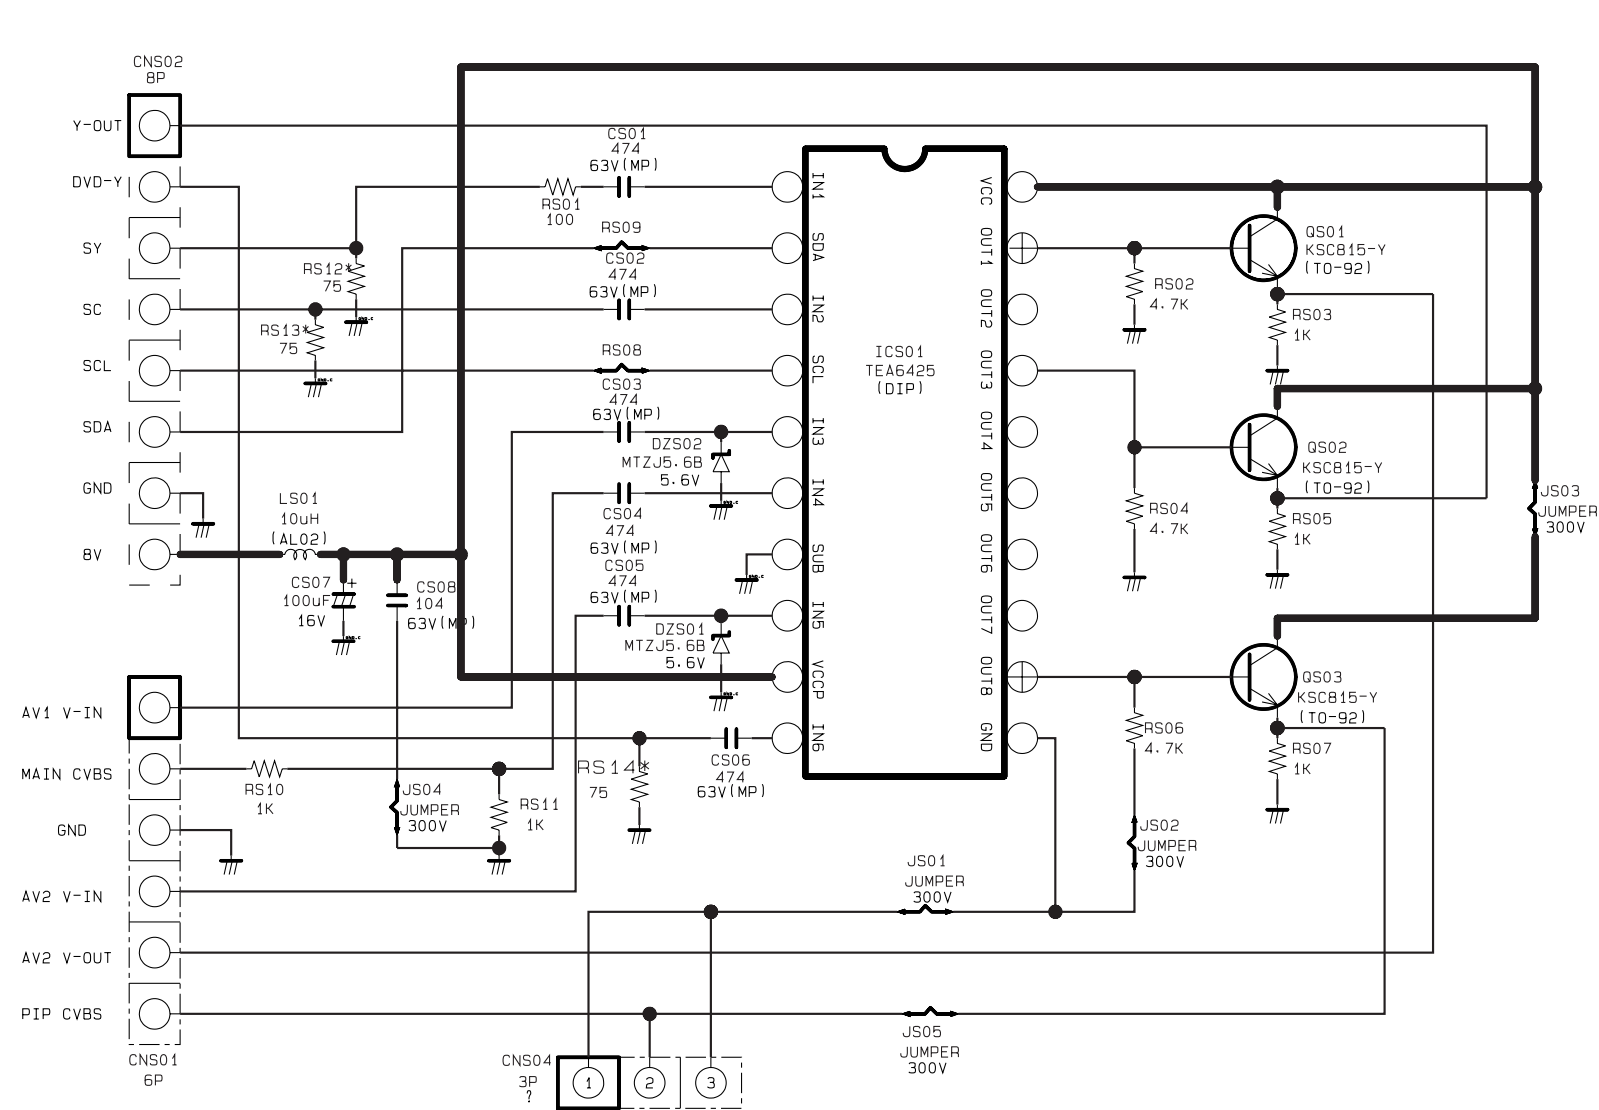 CNS02
8P
Y-OUT
DVD-Y
SY
SC
SCL
SDA
GND
8V
RS12*
75
RS13*
75
LS01
10uH
(AL02)
CS07
100uF
16V
+
CS08
104
63V(MP)
CS01
474
63V(MP)
RS01
100
RS09
CS02
474
63V(MP)
RS08
CS03
474
63V(MP)
DZS02
MTZJ5.6B
5.6V
CS04
474
63V(MP)
CS05
474
63V(MP)
DZS01
MTZJ5.6B
5.6V
CS06
474
63V(MP)
RS14*
75
IN1
SDA
IN2
SCL
IN3
IN4
SUB
IN5
VCCP
IN6
ICS01
TEA6425
(DIP)
VCC
OUT1
OUT2
OUT3
OUT4
OUT5
OUT6
OUT7
OUT8
GND
RS02
4.7K
QS01
KSC815-Y
(TO-92)
RS03
1K
RS04
4.7K
QS02
KSC815-Y
(TO-92)
RS05
1K
JS03
JUMPER
300V
QS03
KSC815-Y
(TO-92)
RS06
4.7K
RS07
1K
JS02
JUMPER
300V
AV1 V-IN
MAIN CVBS
GND
AV2 V-IN
AV2 V-OUT
PIP CVBS
CNS01
6P
RS10
1K
JS04
JUMPER
300V
RS11
1K
JS01
JUMPER
300V
JS05
JUMPER
300V
CNS04
3P
?
1
2
3